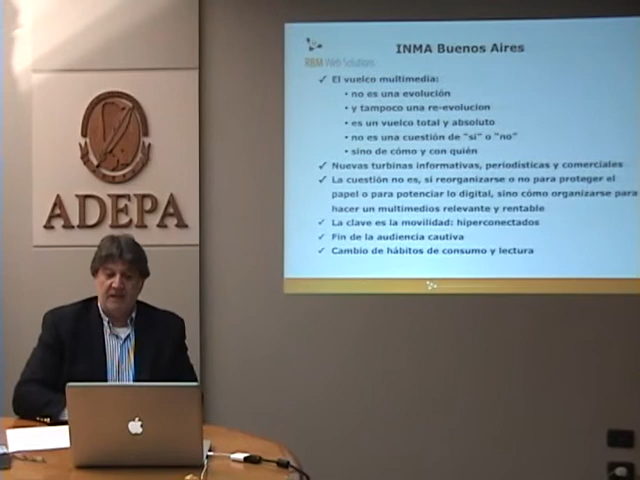 ADEPA
RBM Web Solutions
INMA Buenos Aires
✓ El vuelco multimedia:
• no es una evolución
• y tampoco una re-evolucion
• es un vuelco total y absoluto
• no es una cuestión de "si" o "no"
• sino de cómo y con quién
✓ Nuevas turbinas informativas, periodísticas y comerciales
✓ La cuestión no es, si reorganizarse o no para proteger el
papel o para potenciar lo digital, sino cómo organizarse para
hacer un multimedios relevante y rentable
✓ La clave es la movilidad: hiperconectados
✓ Fin de la audiencia cautiva
✓ Cambio de hábitos de consumo y lectura